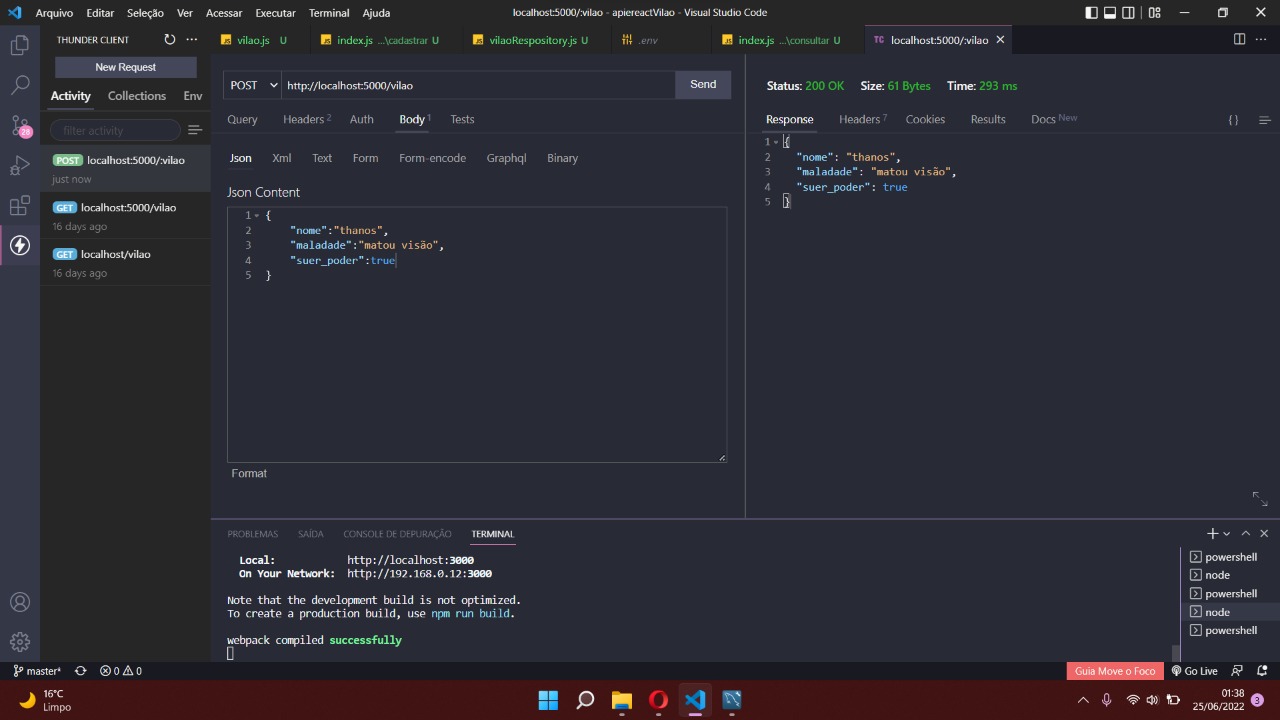 Arquivo Editar Seleção Ver Acessar Executar Terminal Ajuda localhost:5000/:vilao - apiereactVilao - Visual Studio Code
THUNDER CLIENT
New Request
Activity Collections Env
filter activity
POST localhost:5000/:vilao
just now
GET localhost:5000/vilao
16 days ago
GET localhost/vilao
16 days ago
28
vilao.js U index.js ...\cadastrar U vilaoRespository.js U .env index.js ...\consultar U TC localhost:5000/:vilao
POST http://localhost:5000/vilao Send
Query Headers 2 Auth Body 1 Tests
Json Xml Text Form Form-encode Graphql Binary
Json Content
1 {
2 "nome":"thanos",
3 "maladade":"matou visão",
4 "suer_poder":true
5 }
Format
Status: 200 OK Size: 61 Bytes Time: 293 ms
Response Headers 7 Cookies Results Docs New { }
1 {
2 "nome": "thanos",
3 "maladade": "matou visão",
4 "suer_poder": true
5 }
PROBLEMAS SAÍDA CONSOLE DE DEPURAÇÃO TERMINAL
Local: http://localhost:3000
On Your Network: http://192.168.0.12:3000
Note that the development build is not optimized.
To create a production build, use npm run build.
webpack compiled successfully
powershell
node
powershell
node
powershell
master* 0 0 Guia Move o Foco Go Live
16°C
Limpo
01:38
25/06/2022
3